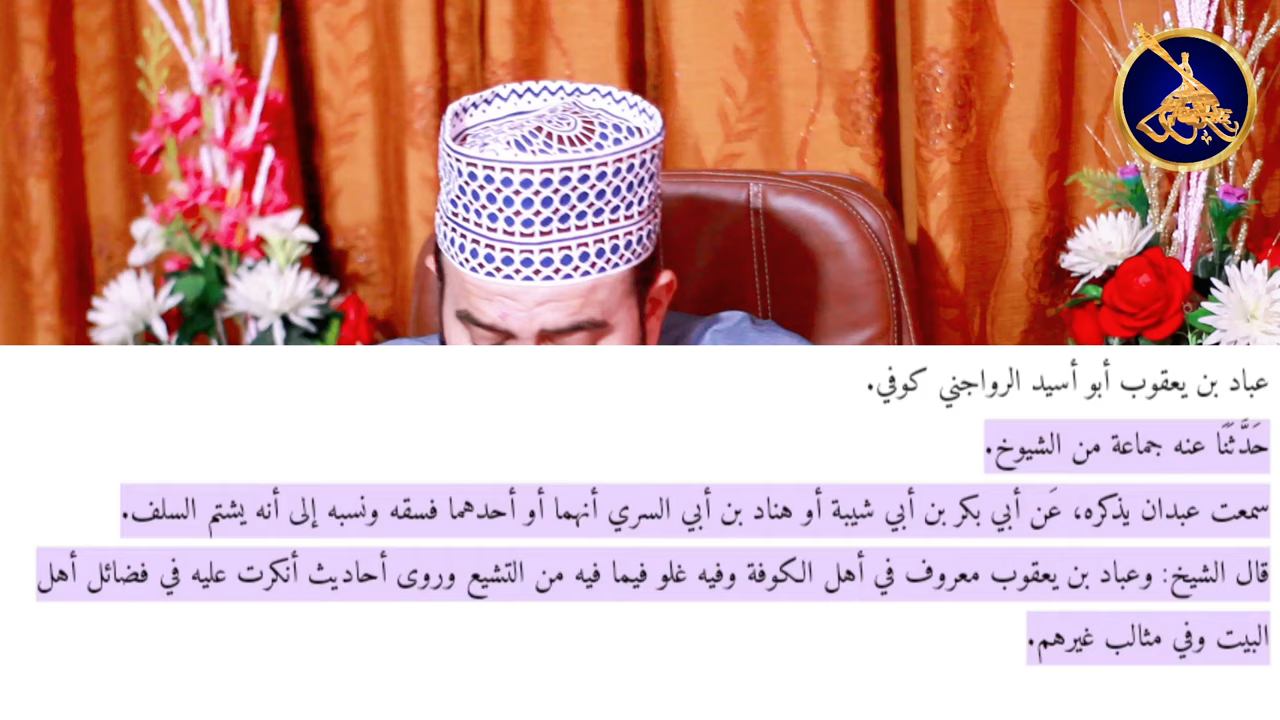 عباد بن يعقوب أبو أسيد الرواجني كوفي.
حَدَّثَنَا عنه جماعة من الشيوخ.
سمعت عبدان يذكره، عَن أبي بكر بن أبي شيبة أو هناد بن أبي السري أنهما أو أحدهما فسقه ونسبه إلى أنه يشتم السلف.
قال الشيخ: وعباد بن يعقوب معروف في أهل الكوفة وفيه غلو فيما فيه من التشيع وروى أحاديث أنكرت عليه في فضائل أهل
البيت وفي مثالب غيرهم.